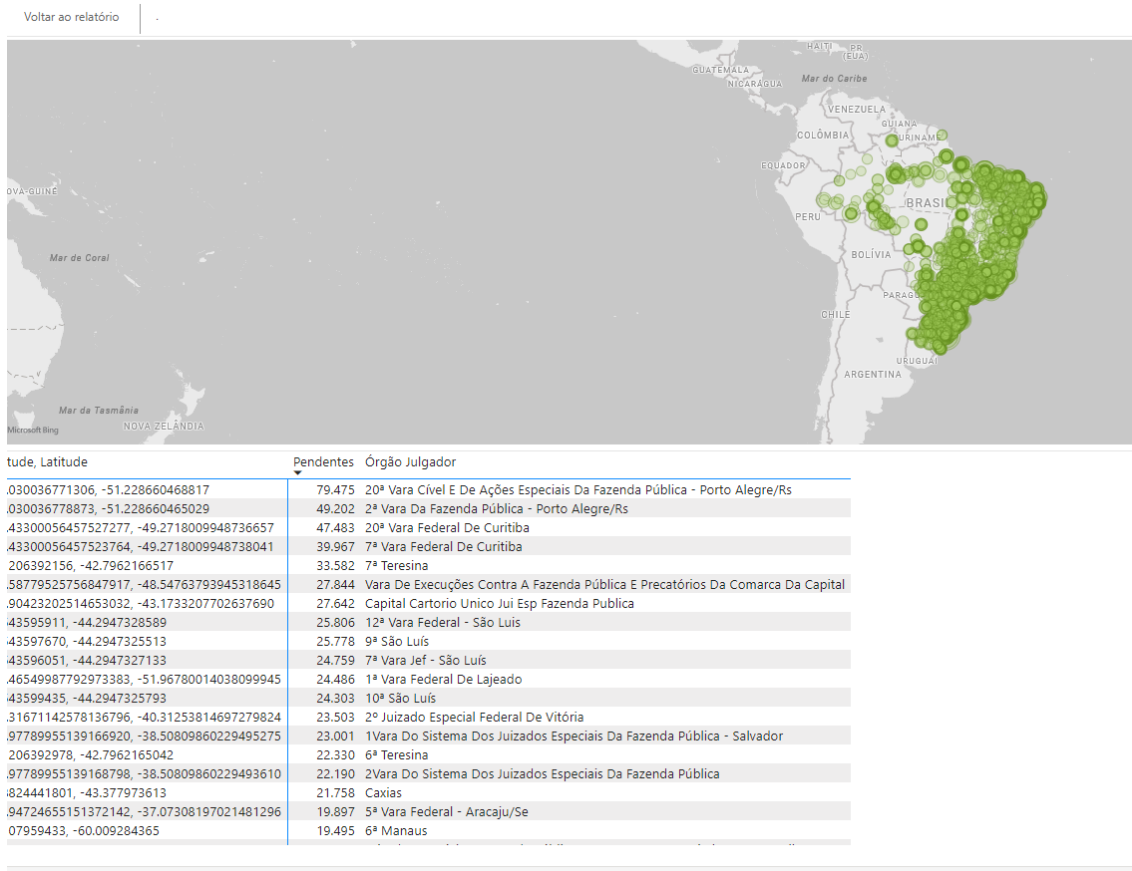 Voltar ao relatório
HAITI
PR (EUA)
GUATEMALA
Mar do Caribe
NICARÁGUA
VENEZUELA
GUIANA
COLÔMBIA
SURINAME
EQUADOR
OVA-GUINÉ
BRASIL
PERU
Mar de Coral
BOLÍVIA
PARAG
CHILE
URUGUAI
ARGENTINA
Mar da Tasmânia
NOVA ZELÂNDIA
Microsoft Bing
tude, Latitude Pendentes Órgão Julgador
.030036771306, -51.228660468817 79.475 20ª Vara Cível E De Ações Especiais Da Fazenda Pública - Porto Alegre/Rs
.030036778873, -51.228660465029 49.202 2ª Vara Da Fazenda Pública - Porto Alegre/Rs
.43300056457527277, -49.2718009948736657 47.483 20ª Vara Federal De Curitiba
.43300056457523764, -49.2718009948738041 39.967 7ª Vara Federal De Curitiba
.206392156, -42.7962166517 33.582 7ª Teresina
.58779525756847917, -48.54763793945318645 27.844 Vara De Execuções Contra A Fazenda Pública E Precatórios Da Comarca Da Capital
.90423202514653032, -43.1733207702637690 27.642 Capital Cartorio Unico Jui Esp Fazenda Publica
643595911, -44.2947328589 25.806 12ª Vara Federal - São Luis
643597670, -44.2947325513 25.778 9ª São Luís
643596051, -44.2947327133 24.759 7ª Vara Jef - São Luís
.46549987792973383, -51.96780014038099945 24.486 1ª Vara Federal De Lajeado
643599435, -44.2947325793 24.303 10ª São Luís
.31671142578136796, -40.31253814697279824 23.503 2º Juizado Especial Federal De Vitória
.97789955139166920, -38.50809860229495275 23.001 1Vara Do Sistema Dos Juizados Especiais Da Fazenda Pública - Salvador
.206392978, -42.7962165042 22.330 6ª Teresina
.97789955139168798, -38.50809860229493610 22.190 2Vara Do Sistema Dos Juizados Especiais Da Fazenda Pública
8824441801, -43.377973613 21.758 Caxias
.94724655151372142, -37.07308197021481296 19.897 5ª Vara Federal - Aracaju/Se
07959433, -60.009284365 19.495 6ª Manaus